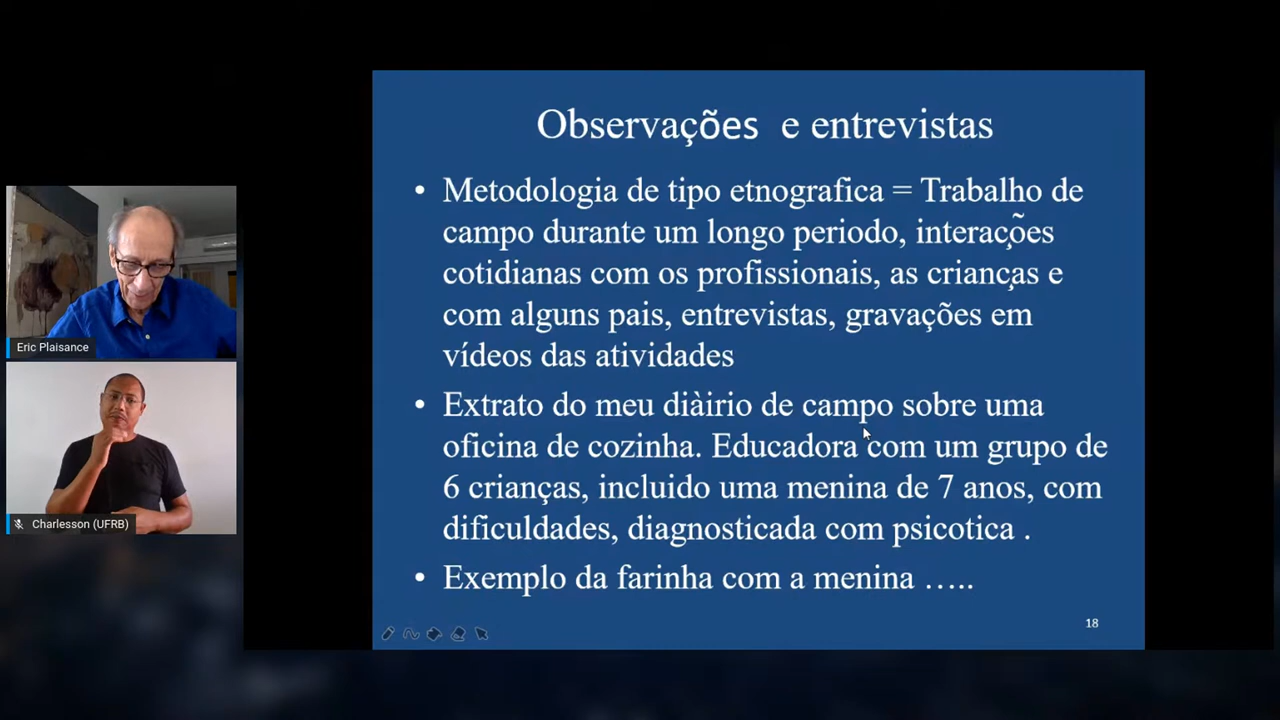 Observações e entrevistas
• Metodologia de tipo etnografica = Trabalho de
campo durante um longo periodo, interações
cotidianas com os profissionais, as crianças e
com alguns pais, entrevistas, gravações em
vídeos das atividades
• Extrato do meu diàirio de campo sobre uma
oficina de cozinha. Educadora com um grupo de
6 crianças, incluido uma menina de 7 anos, com
dificuldades, diagnosticada com psicotica .
• Exemplo da farinha com a menina …..
18
Eric Plaisance
Charlesson (UFRB)